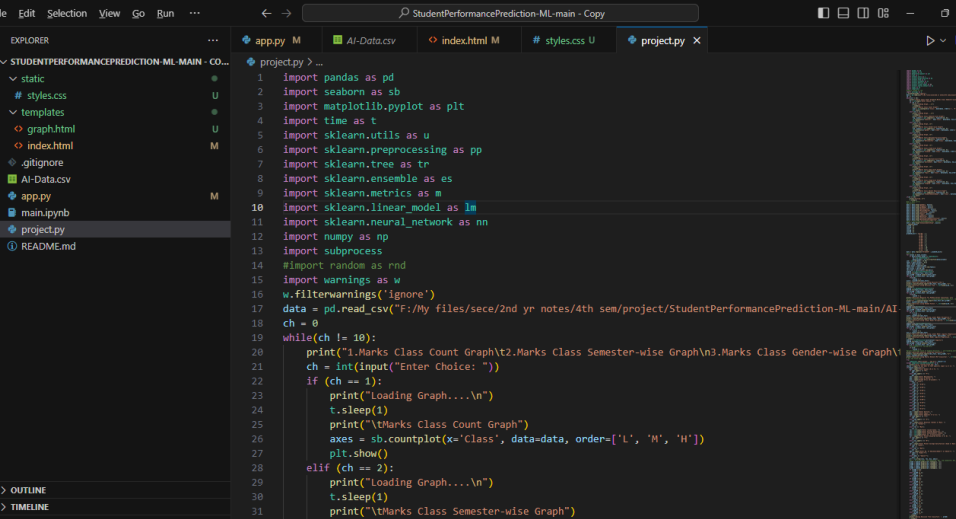 le Edit Selection View Go Run ···
StudentPerformancePrediction-ML-main - Copy
EXPLORER ···
STUDENTPERFORMANCEPREDICTION-ML-MAIN - CO...
static
# styles.css U
templates
<> graph.html U
<> index.html M
.gitignore
AI-Data.csv
app.py M
main.ipynb
project.py
README.md
OUTLINE
TIMELINE
app.py M AI-Data.csv <> index.html M # styles.css U project.py ×
project.py > ...
1 import pandas as pd
2 import seaborn as sb
3 import matplotlib.pyplot as plt
4 import time as t
5 import sklearn.utils as u
6 import sklearn.preprocessing as pp
7 import sklearn.tree as tr
8 import sklearn.ensemble as es
9 import sklearn.metrics as m
10 import sklearn.linear_model as lm
11 import sklearn.neural_network as nn
12 import numpy as np
13 import subprocess
14 #import random as rnd
15 import warnings as w
16 w.filterwarnings('ignore')
17 data = pd.read_csv("F:/My files/sece/2nd yr notes/4th sem/project/StudentPerformancePrediction-ML-main/AI-
18 ch = 0
19 while(ch != 10):
20 print("1.Marks Class Count Graph\t2.Marks Class Semester-wise Graph\n3.Marks Class Gender-wise Graph\t
21 ch = int(input("Enter Choice: "))
22 if (ch == 1):
23 print("Loading Graph....\n")
24 t.sleep(1)
25 print("\tMarks Class Count Graph")
26 axes = sb.countplot(x='Class', data=data, order=['L', 'M', 'H'])
27 plt.show()
28 elif (ch == 2):
29 print("Loading Graph....\n")
30 t.sleep(1)
31 print("\tMarks Class Semester-wise Graph")